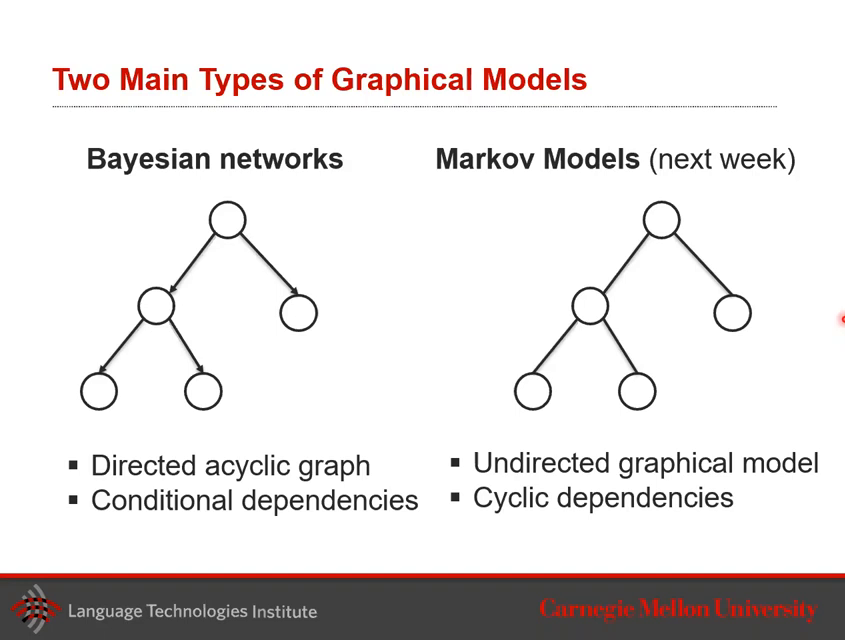 Two Main Types of Graphical Models
Bayesian networks
Markov Models (next week)
▪ Directed acyclic graph
▪ Conditional dependencies
▪ Undirected graphical model
▪ Cyclic dependencies
Language Technologies Institute
Carnegie Mellon University